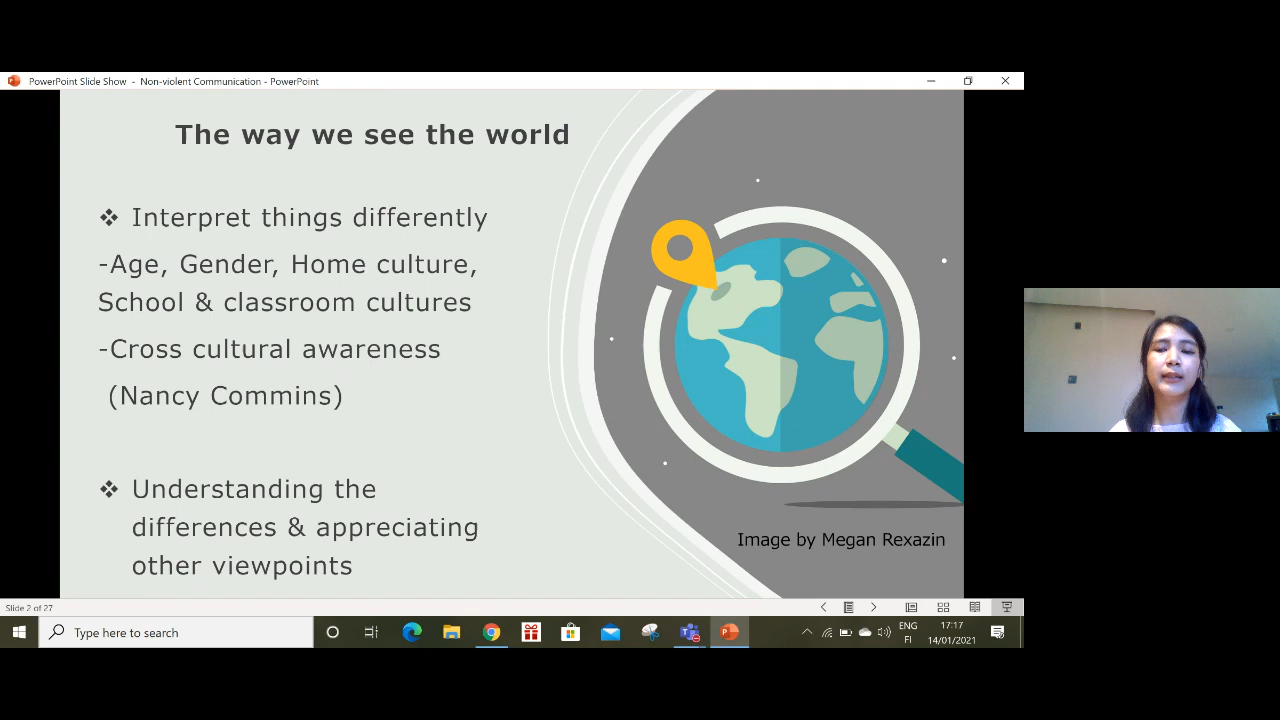 PowerPoint Slide Show - Non-violent Communication - PowerPoint
The way we see the world
❖ Interpret things differently
-Age, Gender, Home culture,
School & classroom cultures
-Cross cultural awareness
(Nancy Commins)
❖ Understanding the
differences & appreciating
other viewpoints
Image by Megan Rexazin
Slide 2 of 27
Type here to search
ENG
FI
17:17
14/01/2021